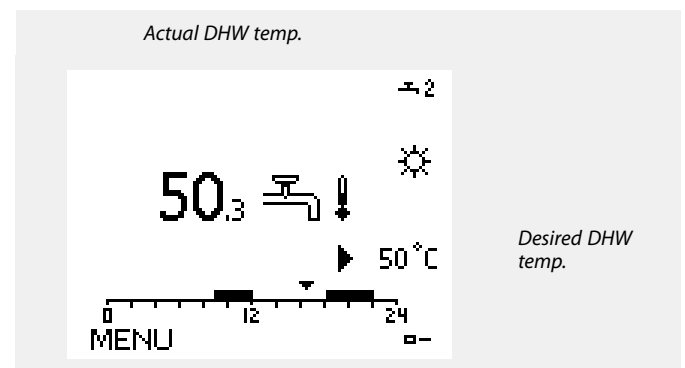 Actual DHW temp.
2
50.3
50 °C
Desired DHW
temp.
0 12 24
MENU